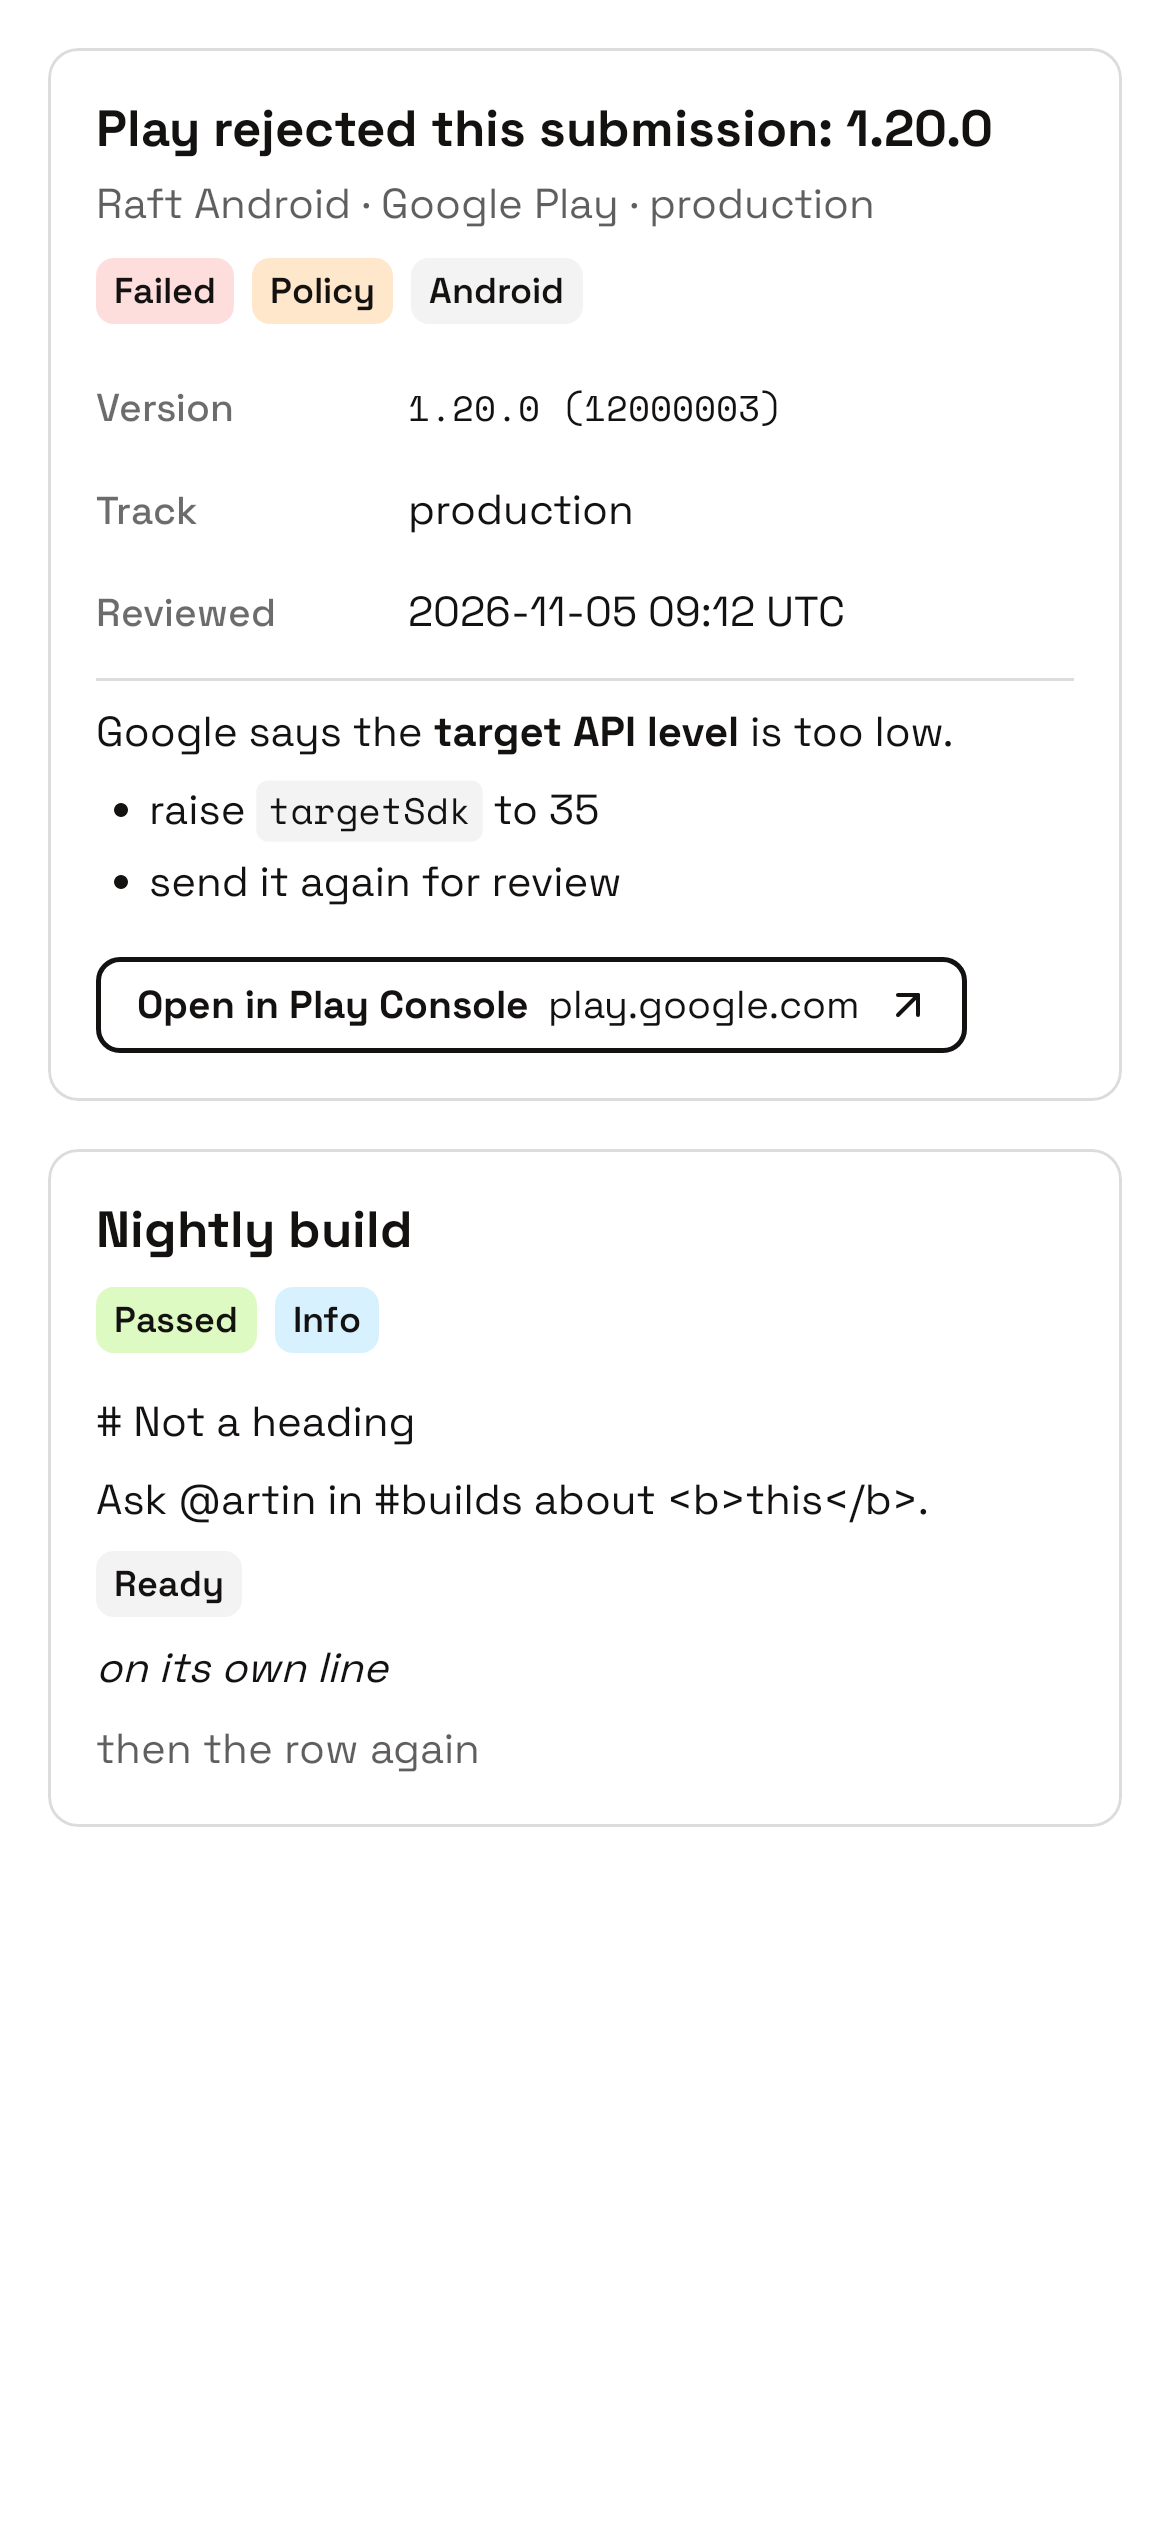 Play rejected this submission: 1.20.0
Raft Android · Google Play · production
Failed Policy Android
Version 1.20.0 (12000003)
Track production
Reviewed 2026-11-05 09:12 UTC
Google says the target API level is too low.
• raise targetSdk to 35
• send it again for review
Open in Play Console play.google.com
Nightly build
Passed Info
# Not a heading
Ask @artin in #builds about <b>this</b>.
Ready
on its own line
then the row again